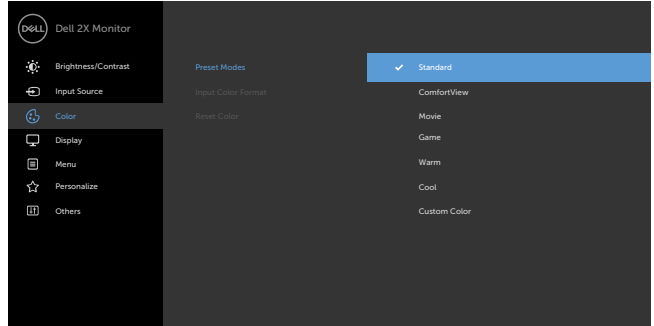 DELL Dell 2X Monitor
Brightness/Contrast
Input Source
Color
Display
Menu
Personalize
Others
Preset Modes
Input Color Format
Reset Color
Standard
ComfortView
Movie
Game
Warm
Cool
Custom Color